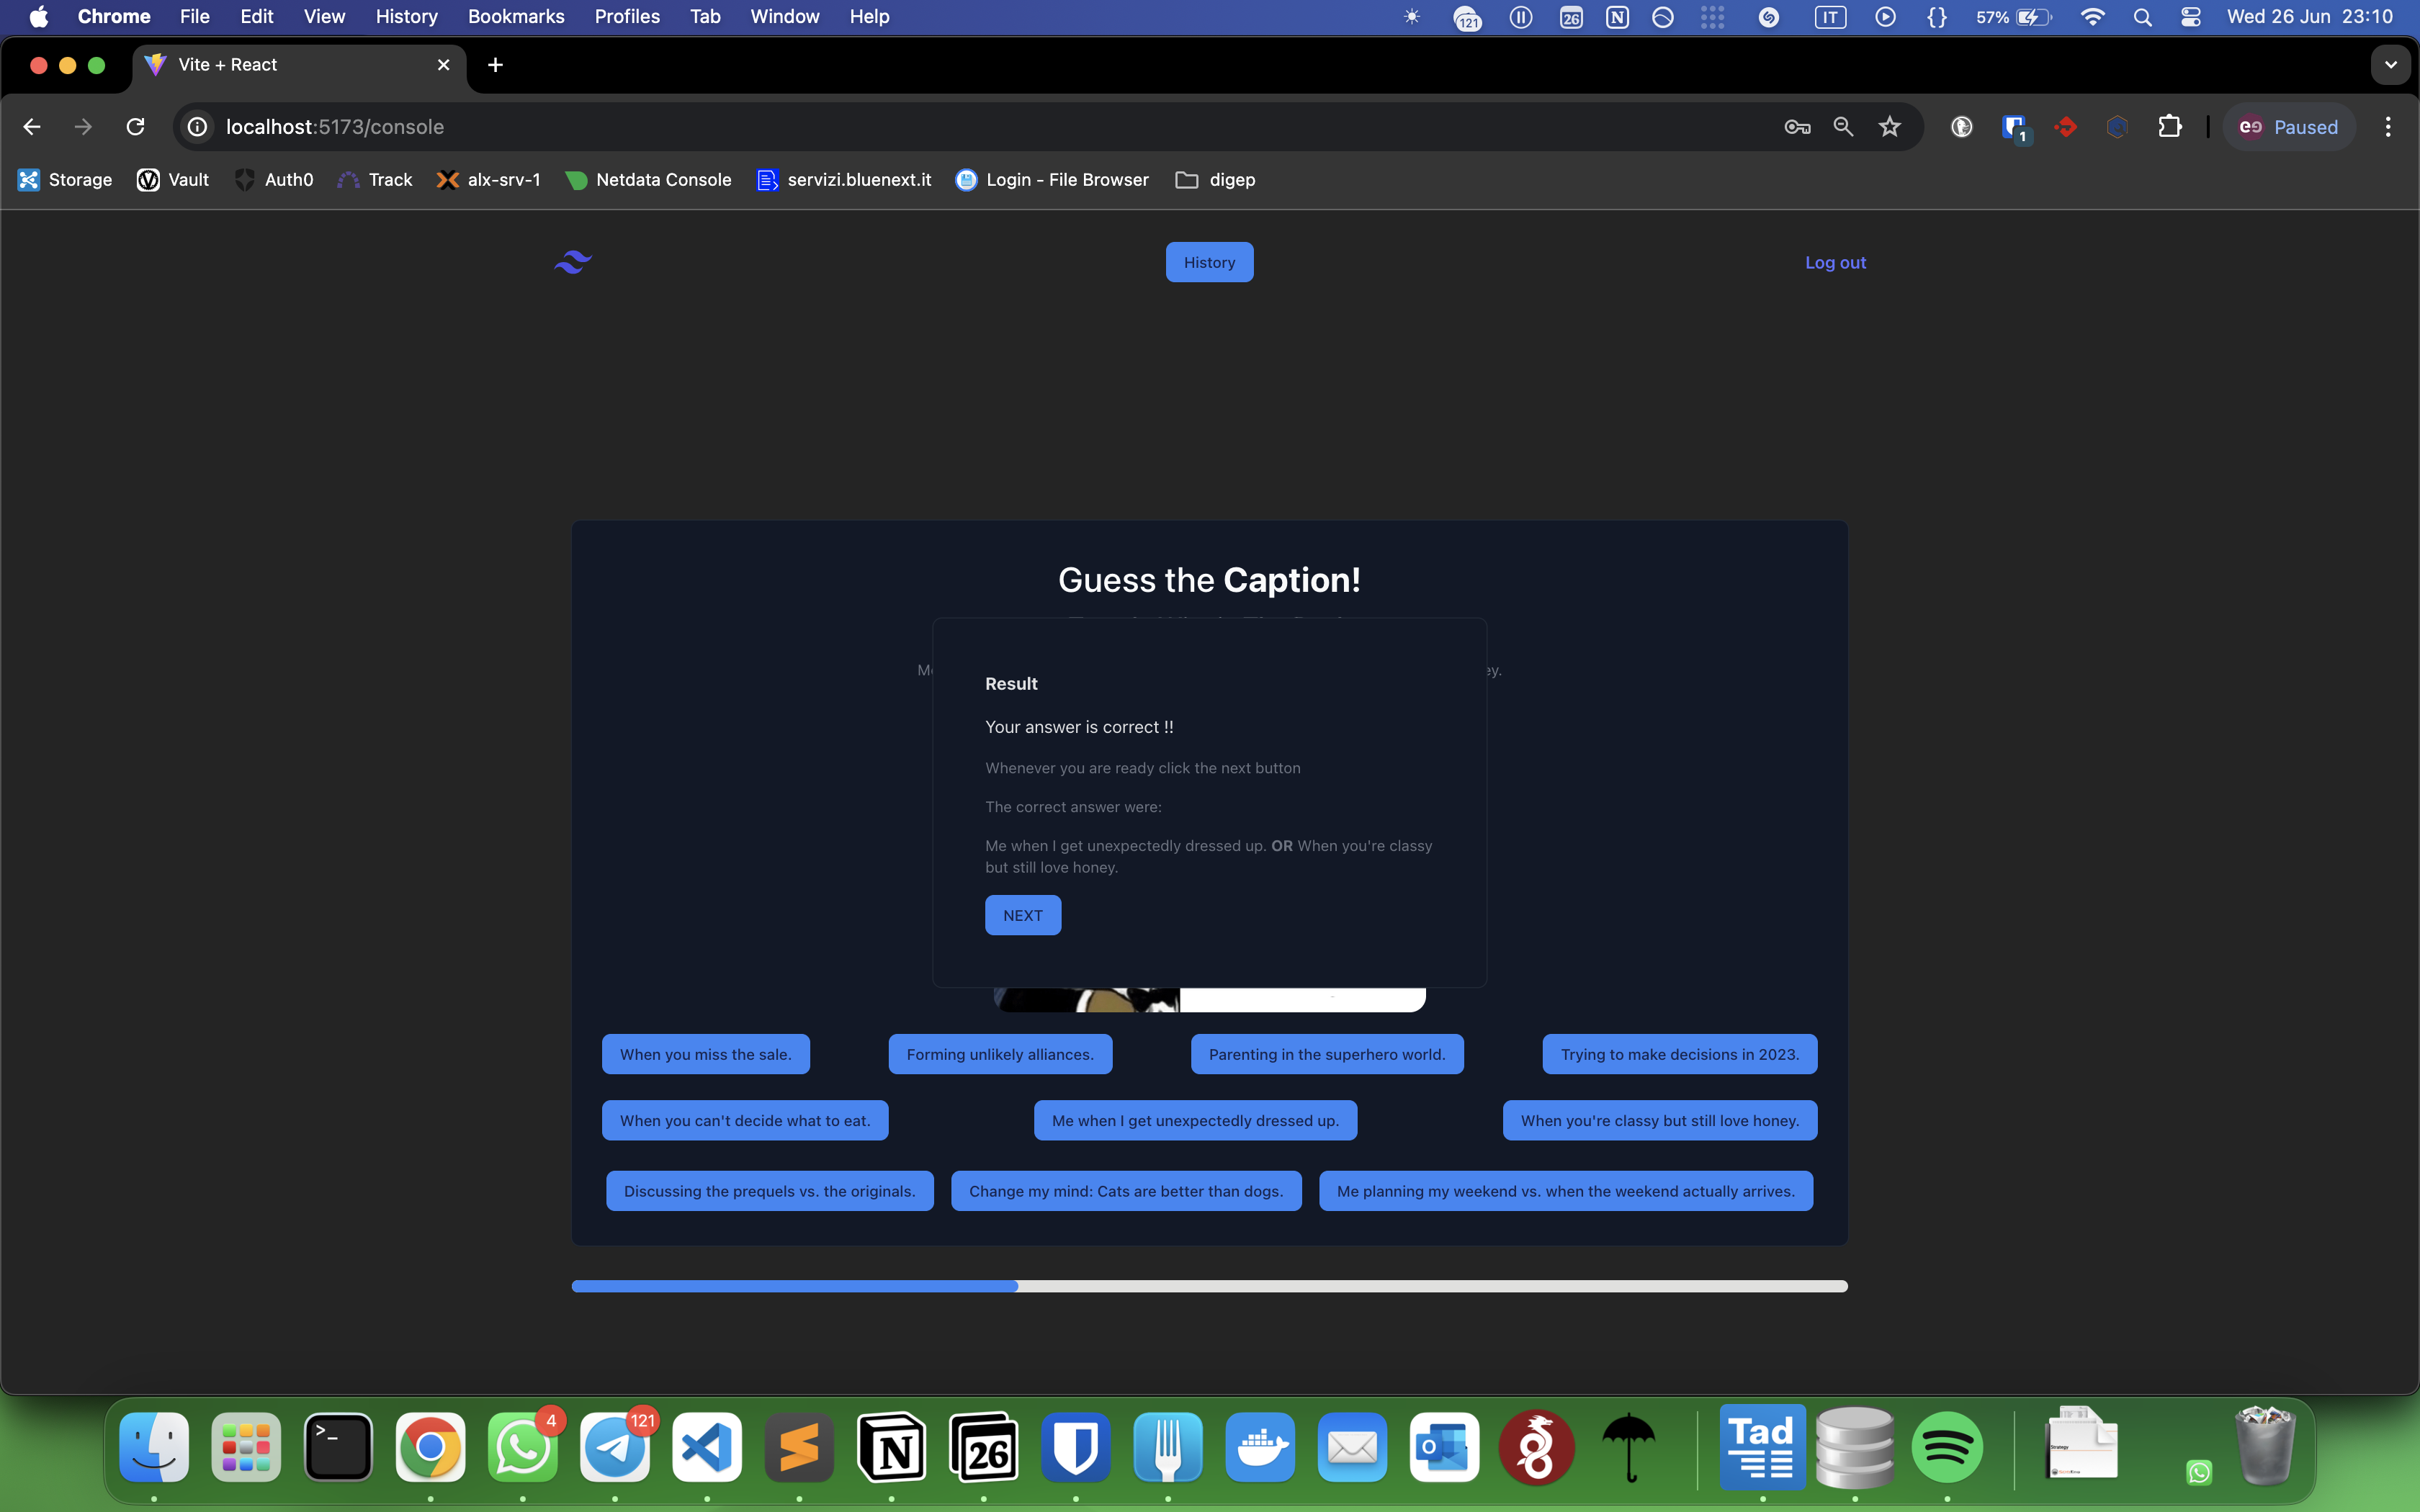 Chrome File Edit View History Bookmarks Profiles Tab Window Help 121 26 N IT 57% Wed 26 Jun 23:10
Vite + React
localhost:5173/console 1 Paused
Storage Vault Auth0 Track alx-srv-1 Netdata Console servizi.bluenext.it Login - File Browser digep
History Log out
Guess the Caption!
Result
Your answer is correct !!
Whenever you are ready click the next button
The correct answer were:
Me when I get unexpectedly dressed up. OR When you're classy
but still love honey.
NEXT
When you miss the sale. Forming unlikely alliances. Parenting in the superhero world. Trying to make decisions in 2023.
When you can't decide what to eat. Me when I get unexpectedly dressed up. When you're classy but still love honey.
Discussing the prequels vs. the originals. Change my mind: Cats are better than dogs. Me planning my weekend vs. when the weekend actually arrives.
4 121 N 26 Tad
Strategy